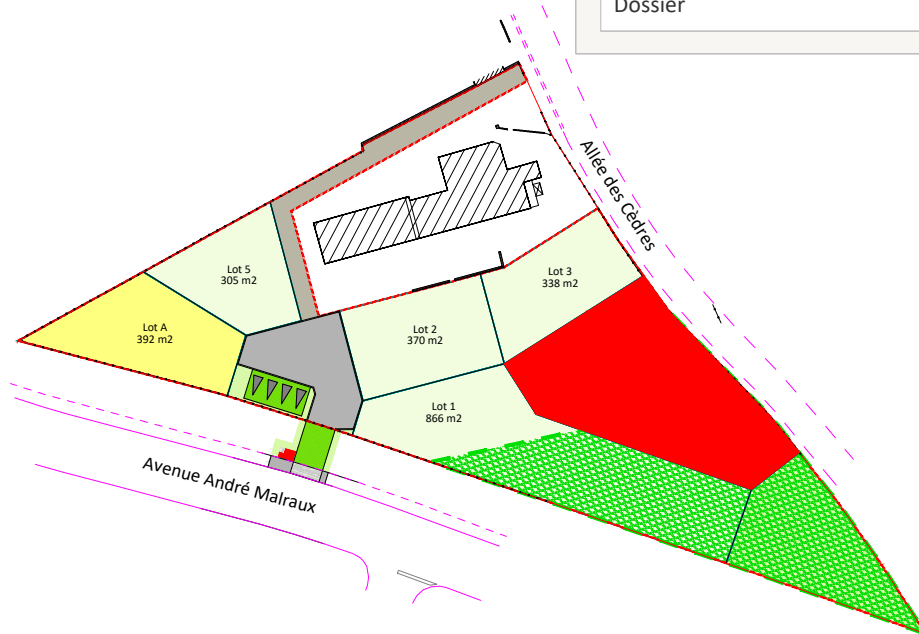 Dossier
Allée des Cèdres
Lot 5
305 m2
Lot 3
338 m2
Lot A
392 m2
Lot 2
370 m2
Lot 1
866 m2
Avenue André Malraux